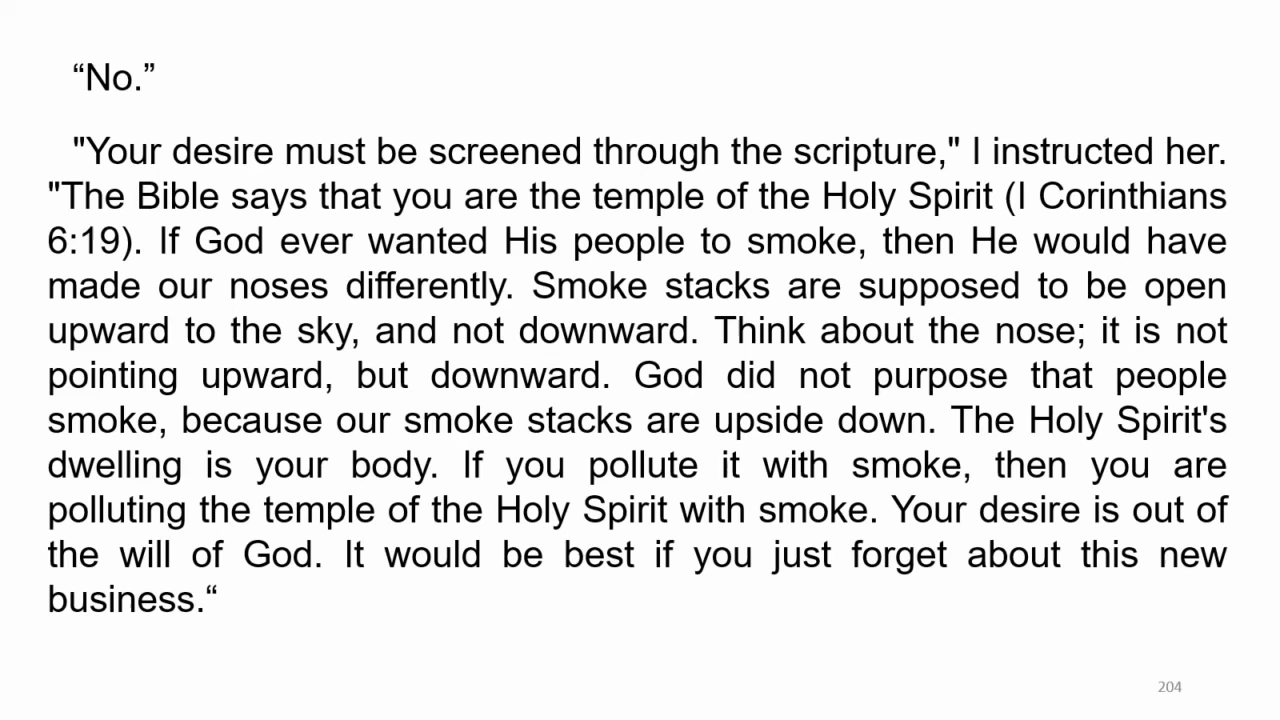 “No.”
"Your desire must be screened through the scripture," I instructed her.
"The Bible says that you are the temple of the Holy Spirit (I Corinthians
6:19). If God ever wanted His people to smoke, then He would have
made our noses differently. Smoke stacks are supposed to be open
upward to the sky, and not downward. Think about the nose; it is not
pointing upward, but downward. God did not purpose that people
smoke, because our smoke stacks are upside down. The Holy Spirit's
dwelling is your body. If you pollute it with smoke, then you are
polluting the temple of the Holy Spirit with smoke. Your desire is out of
the will of God. It would be best if you just forget about this new
business.“
204